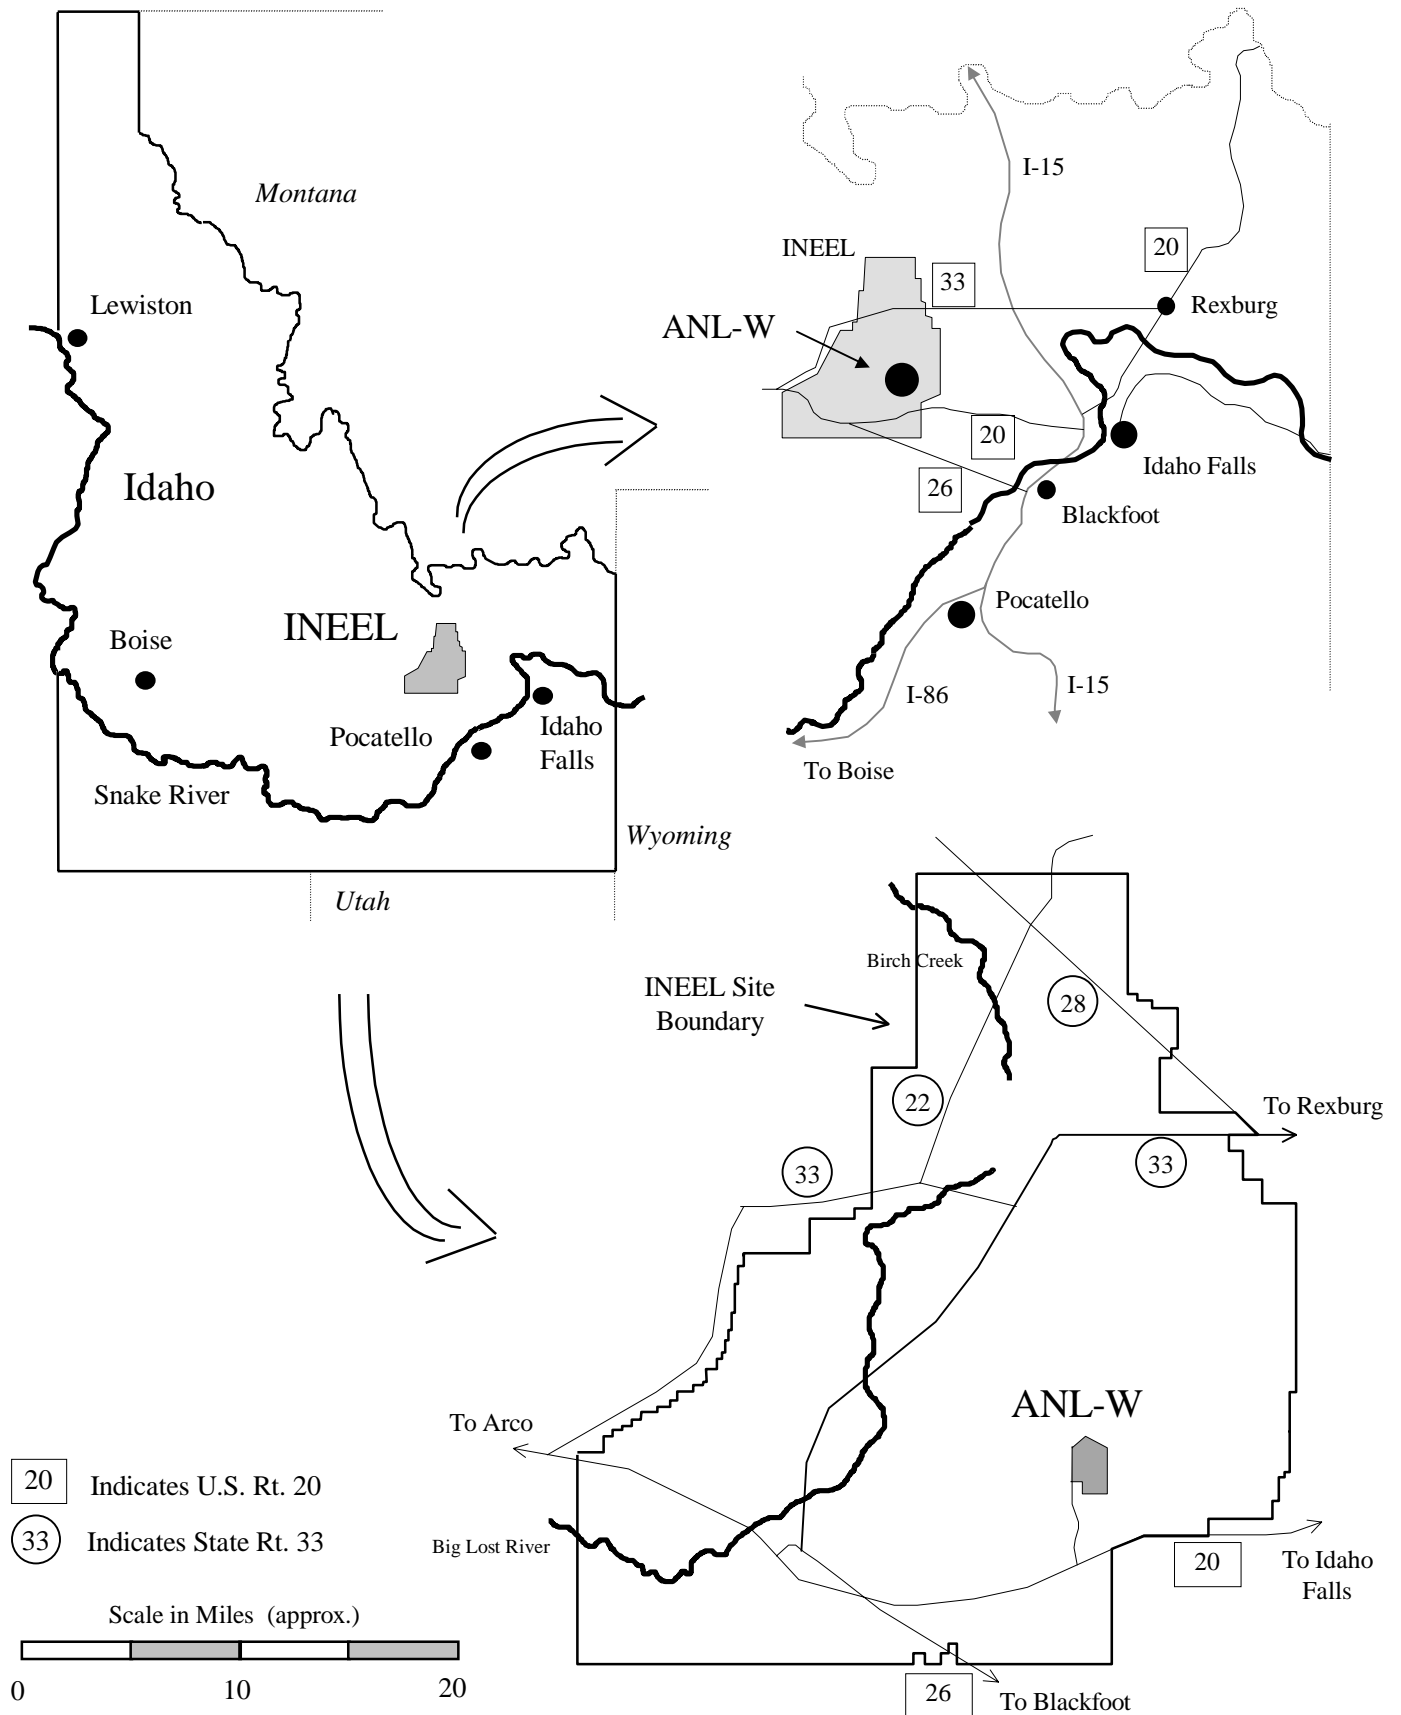 Montana
Lewiston
Idaho
INEEL
Boise
Pocatello
Idaho
Falls
Snake River
Wyoming
Utah
I-15
20
INEEL
33
Rexburg
ANL-W
20
Idaho Falls
26
Blackfoot
Pocatello
I-86
I-15
To Boise
Birch Creek
INEEL Site
Boundary
28
22
To Rexburg
33
33
ANL-W
To Arco
20
Indicates U.S. Rt. 20
33
Indicates State Rt. 33
Big Lost River
20
To Idaho
Falls
Scale in Miles (approx.)
0
10
20
26
To Blackfoot